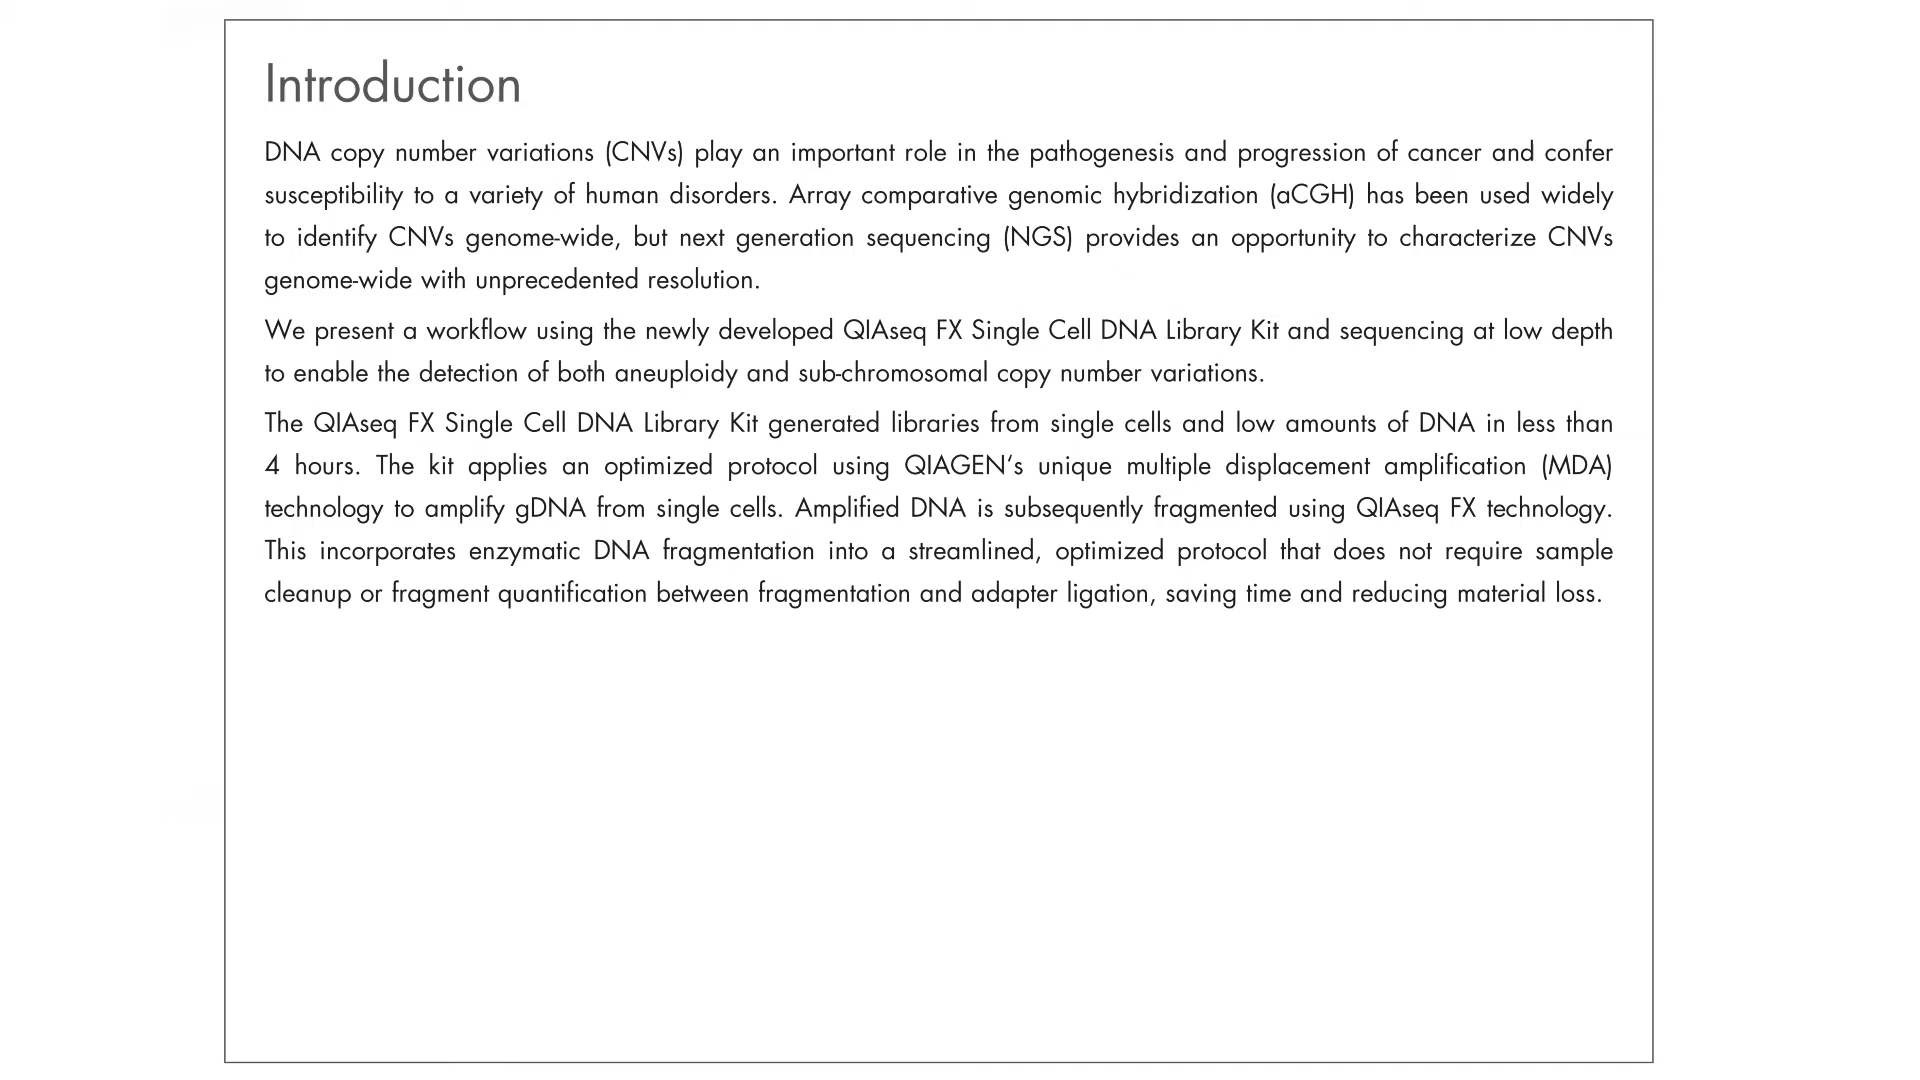 Introduction
DNA copy number variations (CNVs) play an important role in the pathogenesis and progression of cancer and confer
susceptibility to a variety of human disorders. Array comparative genomic hybridization (aCGH) has been used widely
to identify CNVs genome-wide, but next generation sequencing (NGS) provides an opportunity to characterize CNVs
genome-wide with unprecedented resolution.
We present a workflow using the newly developed QIAseq FX Single Cell DNA Library Kit and sequencing at low depth
to enable the detection of both aneuploidy and sub-chromosomal copy number variations.
The QIAseq FX Single Cell DNA Library Kit generated libraries from single cells and low amounts of DNA in less than
4 hours. The kit applies an optimized protocol using QIAGEN’s unique multiple displacement amplification (MDA)
technology to amplify gDNA from single cells. Amplified DNA is subsequently fragmented using QIAseq FX technology.
This incorporates enzymatic DNA fragmentation into a streamlined, optimized protocol that does not require sample
cleanup or fragment quantification between fragmentation and adapter ligation, saving time and reducing material loss.